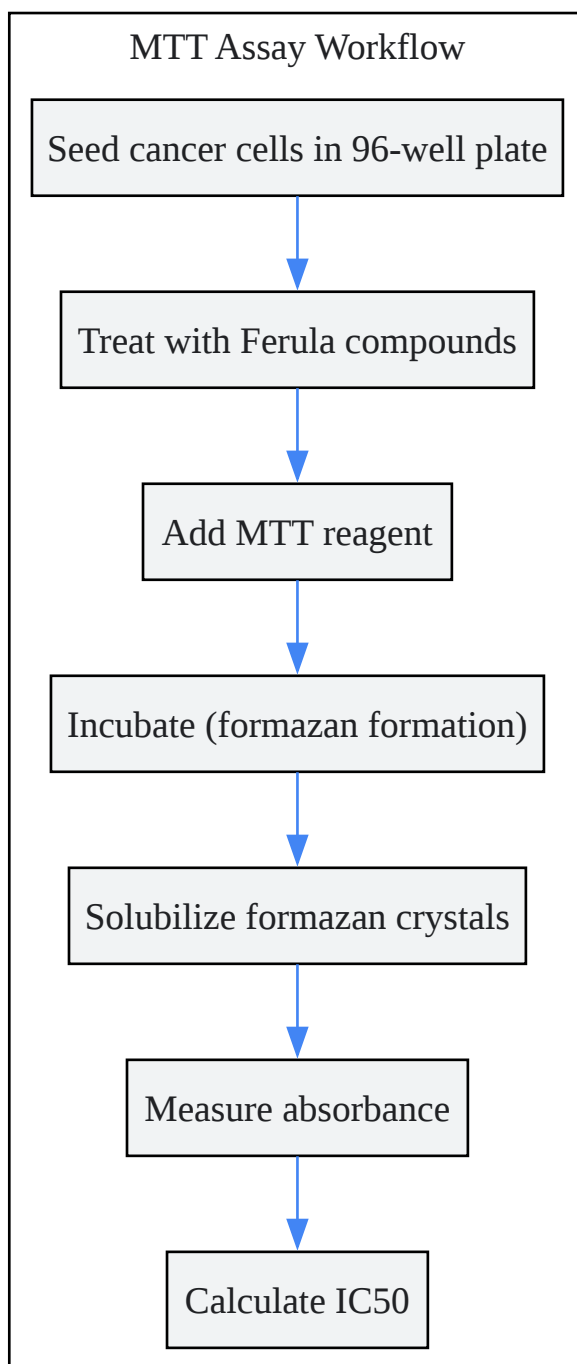 MTT Assay Workflow
Seed cancer cells in 96-well plate
Treat with Ferula compounds
Add MTT reagent
Incubate (formazan formation)
Solubilize formazan crystals
Measure absorbance
Calculate IC50